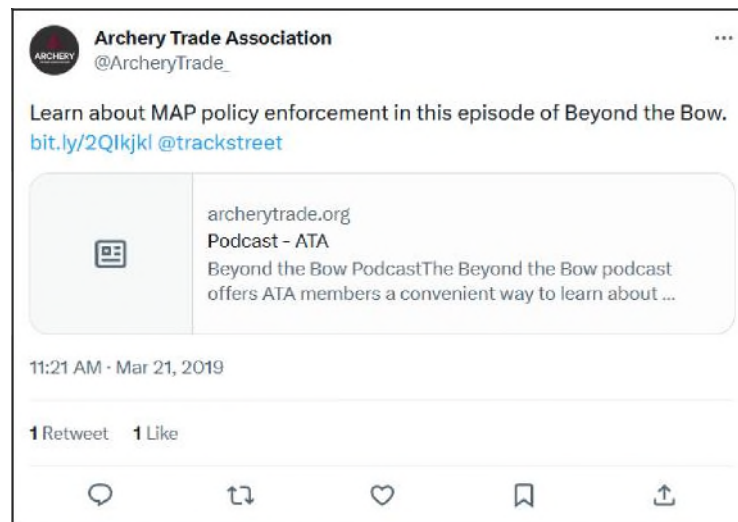 ARCHERY
Archery Trade Association
@ArcheryTrade_
Learn about MAP policy enforcement in this episode of Beyond the Bow.
bit.ly/2QIkjkl @trackstreet
archerytrade.org
Podcast - ATA
Beyond the Bow PodcastThe Beyond the Bow podcast
offers ATA members a convenient way to learn about ...
11:21 AM · Mar 21, 2019
1 Retweet 1 Like